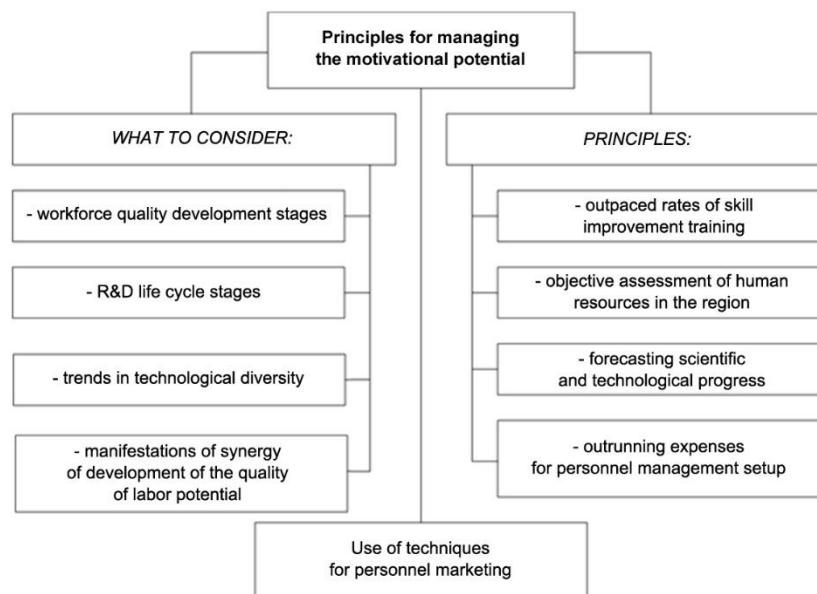 Principles for managing
the motivational potential
WHAT TO CONSIDER:
- workforce quality development stages
- R&D life cycle stages
- trends in technological diversity
- manifestations of synergy
of development of the quality
of labor potential
PRINCIPLES:
- outpaced rates of skill
improvement training
- objective assessment of human
resources in the region
- forecasting scientific
and technological progress
- outrunning expenses
for personnel management setup
Use of techniques
for personnel marketing